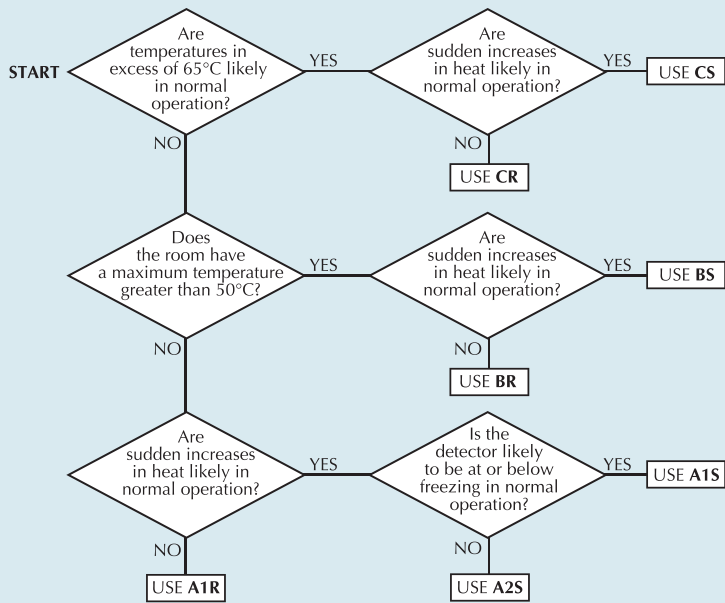 START
Are
temperatures in
excess of 65°C likely
in normal
operation?
YES
NO
Are
sudden increases
in heat likely in
normal operation?
YES
USE CS
NO
USE CR
Does
the room have
a maximum temperature
greater than 50°C?
YES
NO
Are
sudden increases
in heat likely in
normal operation?
YES
USE BS
NO
USE BR
Are
sudden increases
in heat likely in
normal operation?
YES
NO
USE A1R
Is the
detector likely
to be at or below
freezing in normal
operation?
YES
USE A1S
NO
USE A2S